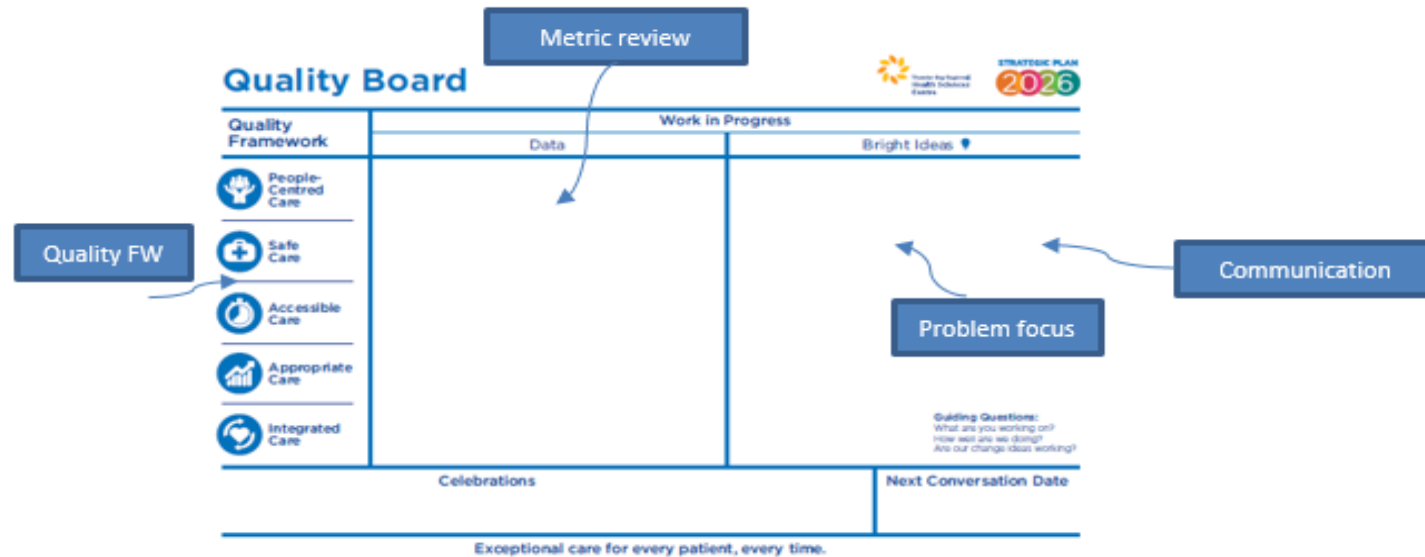 Metric review
Quality Board
STRATEGIC PLAN
2026
Quality
Framework
Work in Progress
Data
Bright Ideas
People-
Centred
Care
Safe
Care
Accessible
Care
Appropriate
Care
Integrated
Care
Quality FW
Communication
Problem focus
Guiding Questions:
What are you working on?
How well are we doing?
Are our change ideas working?
Celebrations
Next Conversation Date
Exceptional care for every patient, every time.